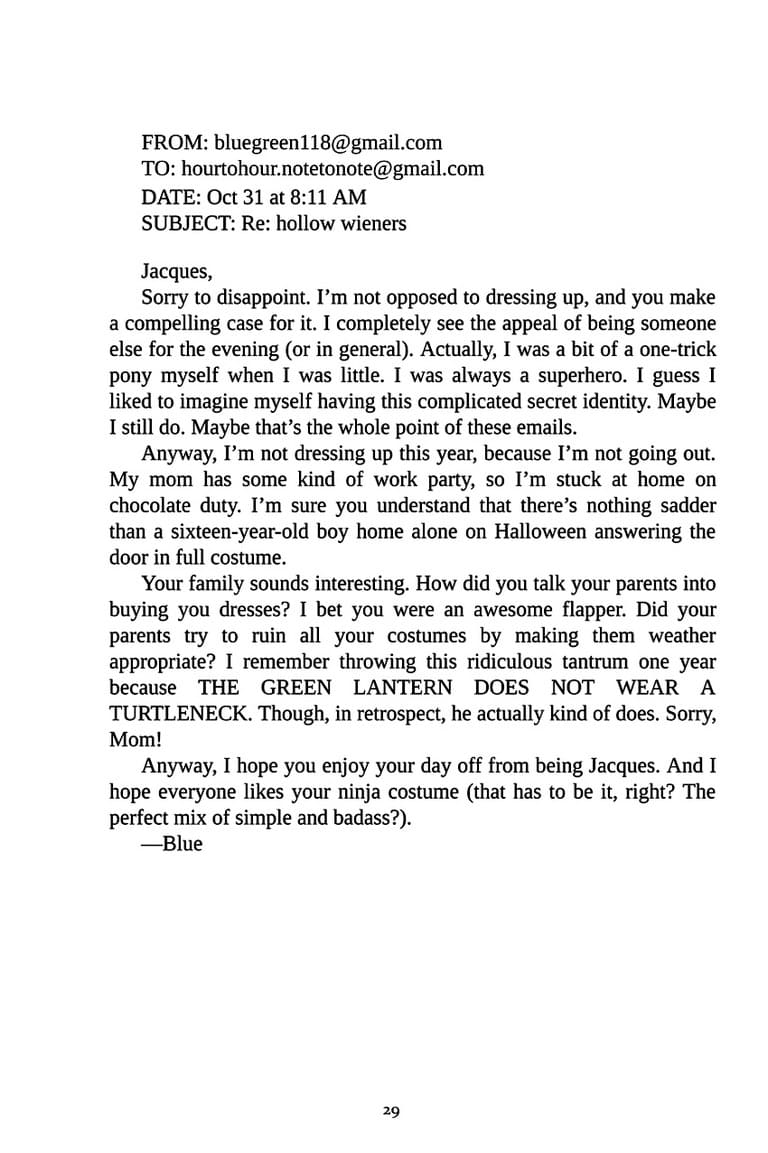 FROM: bluegreen118@gmail.com
TO: hourtohour.notetonote@gmail.com
DATE: Oct 31 at 8:11 AM
SUBJECT: Re: hollow wieners
Jacques,
Sorry to disappoint. I’m not opposed to dressing up, and you make
a compelling case for it. I completely see the appeal of being someone
else for the evening (or in general). Actually, I was a bit of a one-trick
pony myself when I was little. I was always a superhero. I guess I
liked to imagine myself having this complicated secret identity. Maybe
I still do. Maybe that’s the whole point of these emails.
Anyway, I’m not dressing up this year, because I’m not going out.
My mom has some kind of work party, so I’m stuck at home on
chocolate duty. I’m sure you understand that there’s nothing sadder
than a sixteen-year-old boy home alone on Halloween answering the
door in full costume.
Your family sounds interesting. How did you talk your parents into
buying you dresses? I bet you were an awesome flapper. Did your
parents try to ruin all your costumes by making them weather
appropriate? I remember throwing this ridiculous tantrum one year
because THE GREEN LANTERN DOES NOT WEAR A
TURTLENECK. Though, in retrospect, he actually kind of does. Sorry,
Mom!
Anyway, I hope you enjoy your day off from being Jacques. And I
hope everyone likes your ninja costume (that has to be it, right? The
perfect mix of simple and badass?).
—Blue
29